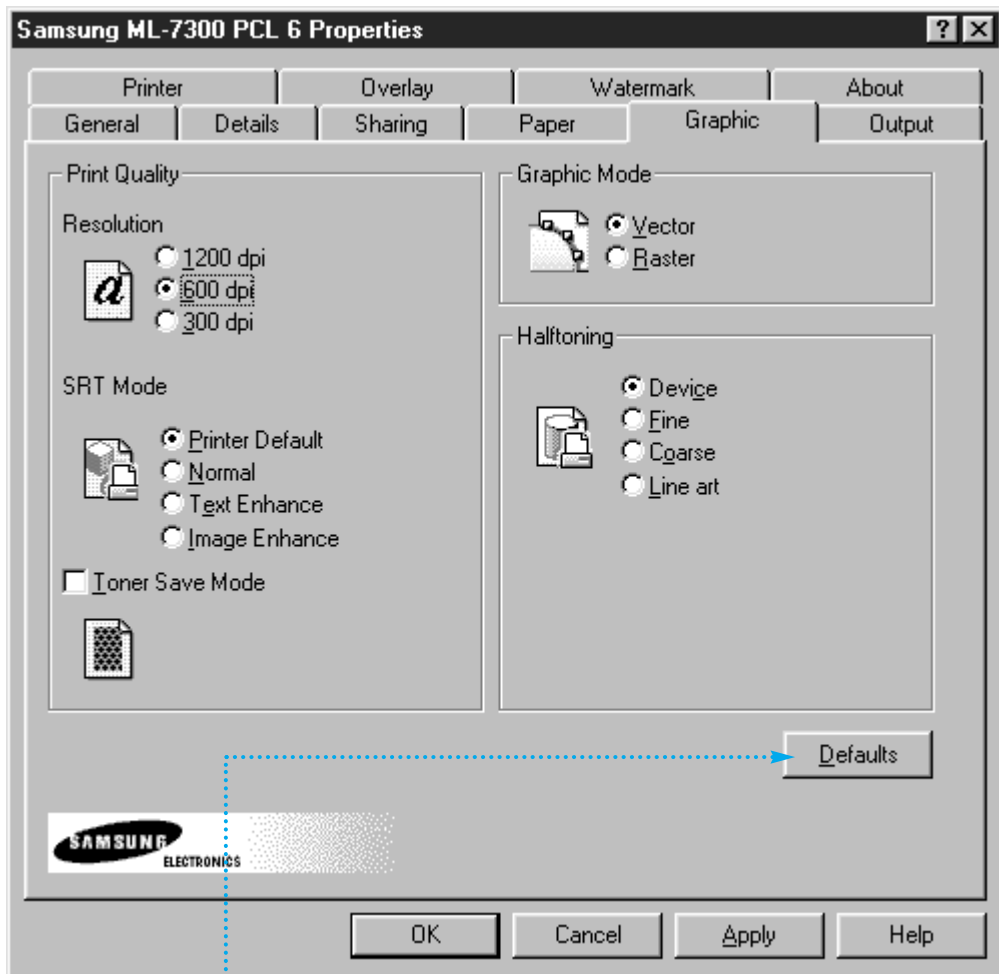 Samsung ML-7300 PCL 6 Properties
Printer Overlay Watermark About
General Details Sharing Paper Graphic Output
Print Quality
Resolution
a
1200 dpi
600 dpi
300 dpi
SRT Mode
Printer Default
Normal
Text Enhance
Image Enhance
Toner Save Mode
Graphic Mode
Vector
Raster
Halftoning
Device
Fine
Coarse
Line art
Defaults
SAMSUNG
ELECTRONICS
OK Cancel Apply Help